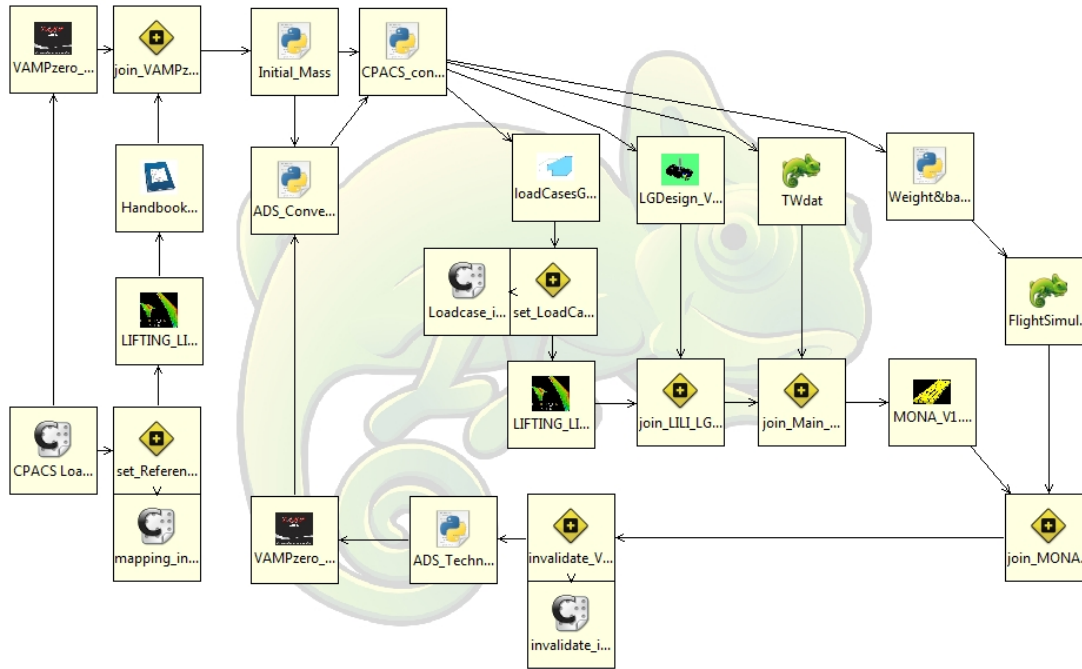 VAMPzero_...
join_VAMPz...
Initial_Mass
CPACS_con...
Handbook...
ADS_Conve...
loadCasesG...
LGDesign_V...
TWdat
Weight&ba...
LIFTING_LI...
Loadcase_i...
set_LoadCa...
FlightSimul...
CPACS Loa...
set_Referen...
LIFTING_LI...
join_LILI_LG...
join_Main_...
MONA_V1....
mapping_in...
VAMPzero_...
ADS_Techn...
invalidate_V...
join_MONA...
invalidate_i...